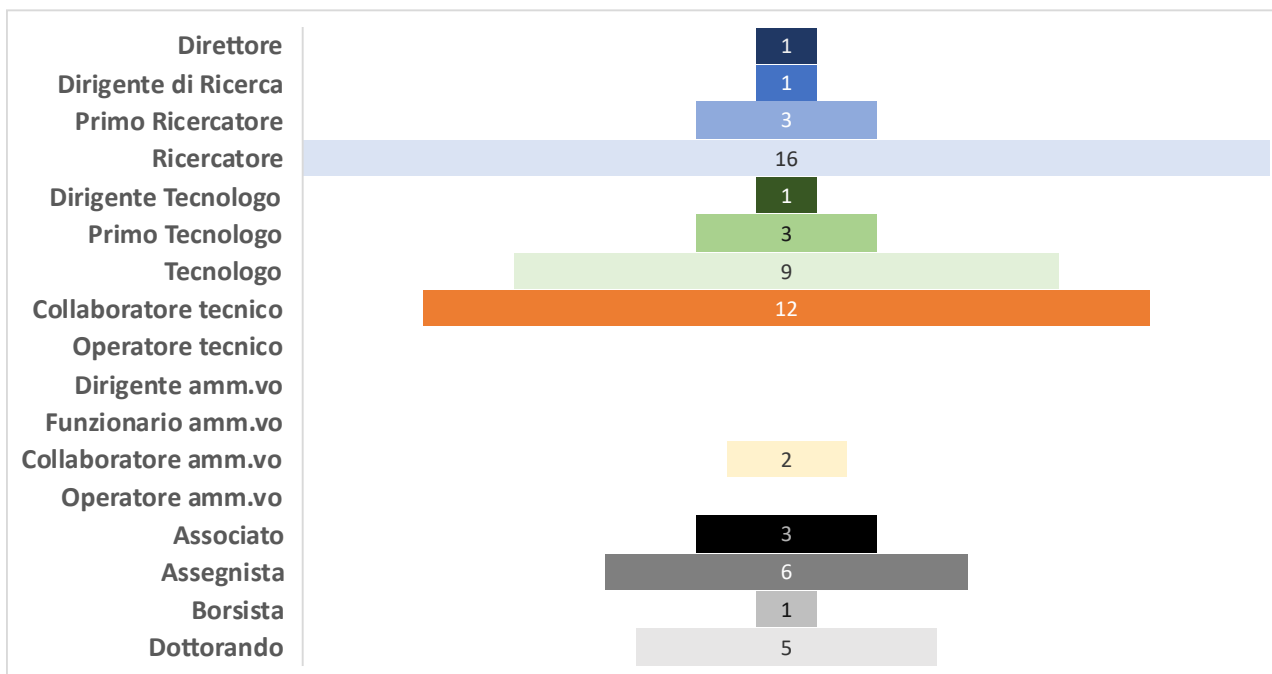 Direttore 1
Dirigente di Ricerca 1
Primo Ricercatore 3
Ricercatore 16
Dirigente Tecnologo 1
Primo Tecnologo 3
Tecnologo 9
Collaboratore tecnico 12
Operatore tecnico
Dirigente amm.vo
Funzionario amm.vo
Collaboratore amm.vo 2
Operatore amm.vo
Associato 3
Assegnista 6
Borsista 1
Dottorando 5